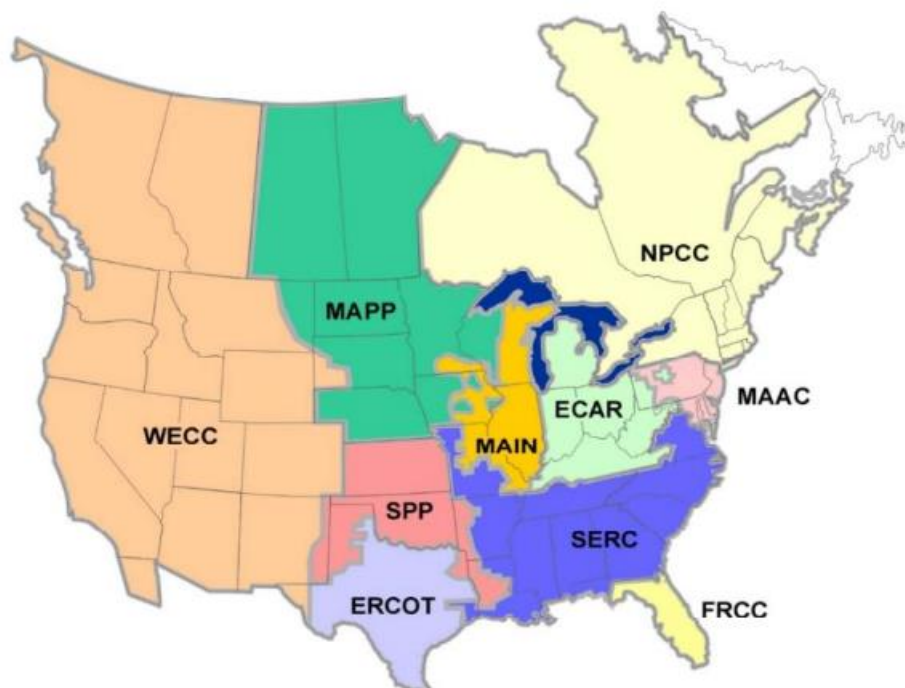 NPCC
MAPP
MAAC
ECAR
WECC
MAIN
SPP
SERC
ERCOT
FRCC